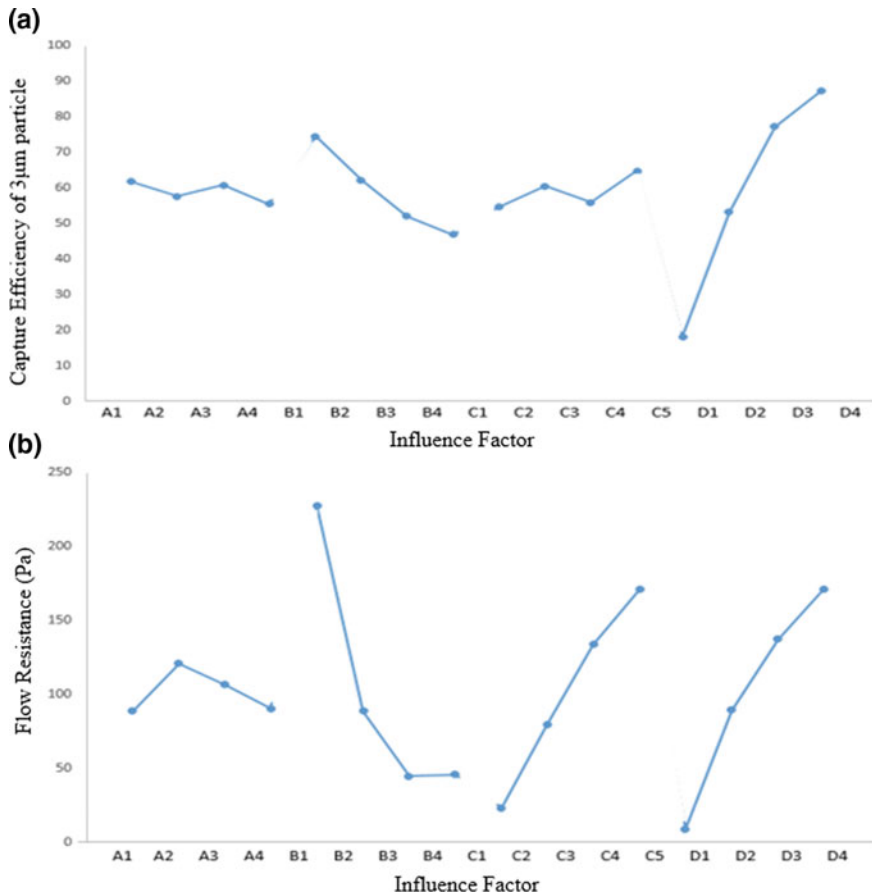 (a)
Capture Efficiency of 3μm particle
100
90
80
70
60
50
40
30
20
10
0
A1 A2 A3 A4 B1 B2 B3 B4 C1 C2 C3 C4 C5 D1 D2 D3 D4
Influence Factor
(b)
Flow Resistance (Pa)
250
200
150
100
50
0
A1 A2 A3 A4 B1 B2 B3 B4 C1 C2 C3 C4 C5 D1 D2 D3 D4
Influence Factor